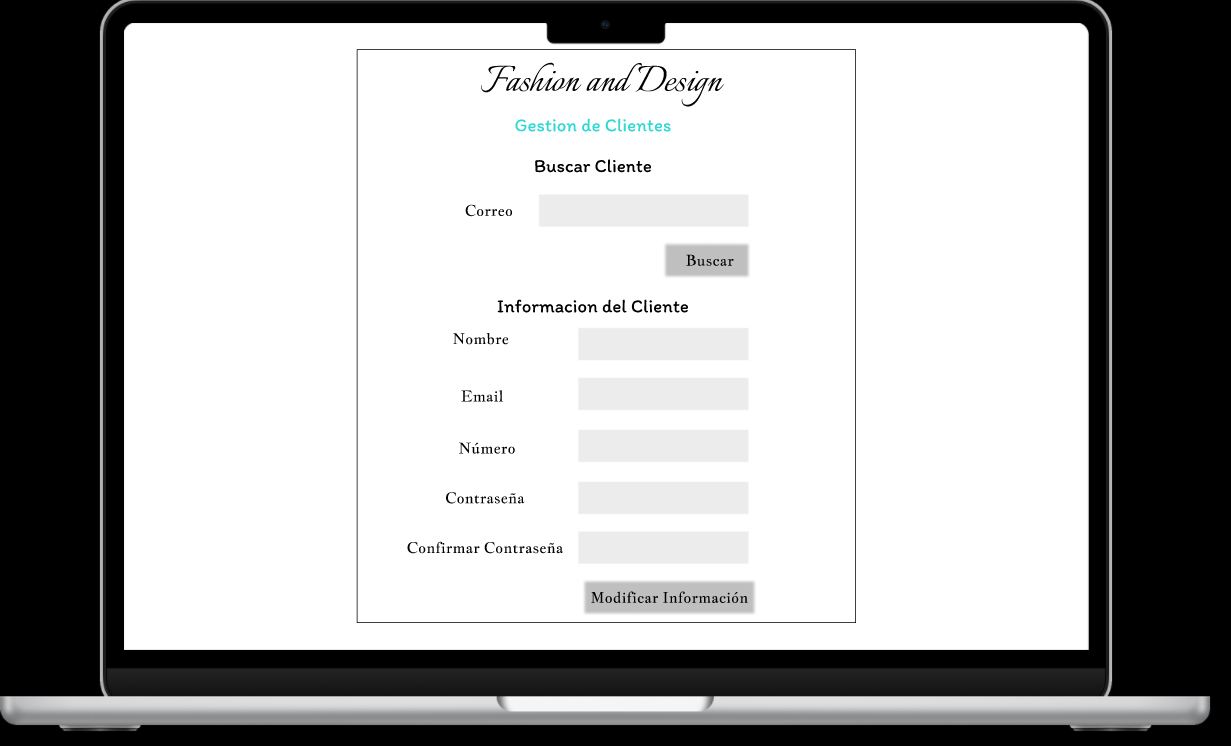 Fashion and Design
Gestion de Clientes
Buscar Cliente
Correo
Buscar
Informacion del Cliente
Nombre
Email
Número
Contraseña
Confirmar Contraseña
Modificar Información